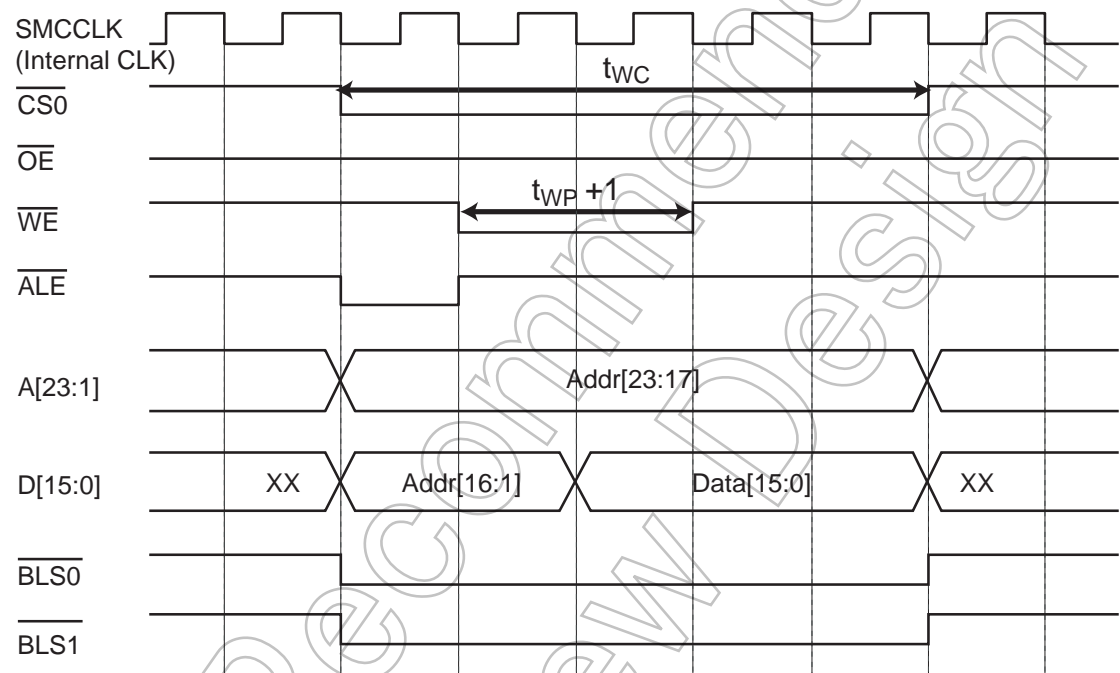 SMCCLK
(Internal CLK)
tWC
CS0
OE
tWP +1
WE
ALE
A[23:1]
Addr[23:17]
D[15:0]
XX
Addr[16:1]
Data[15:0]
XX
BLS0
BLS1